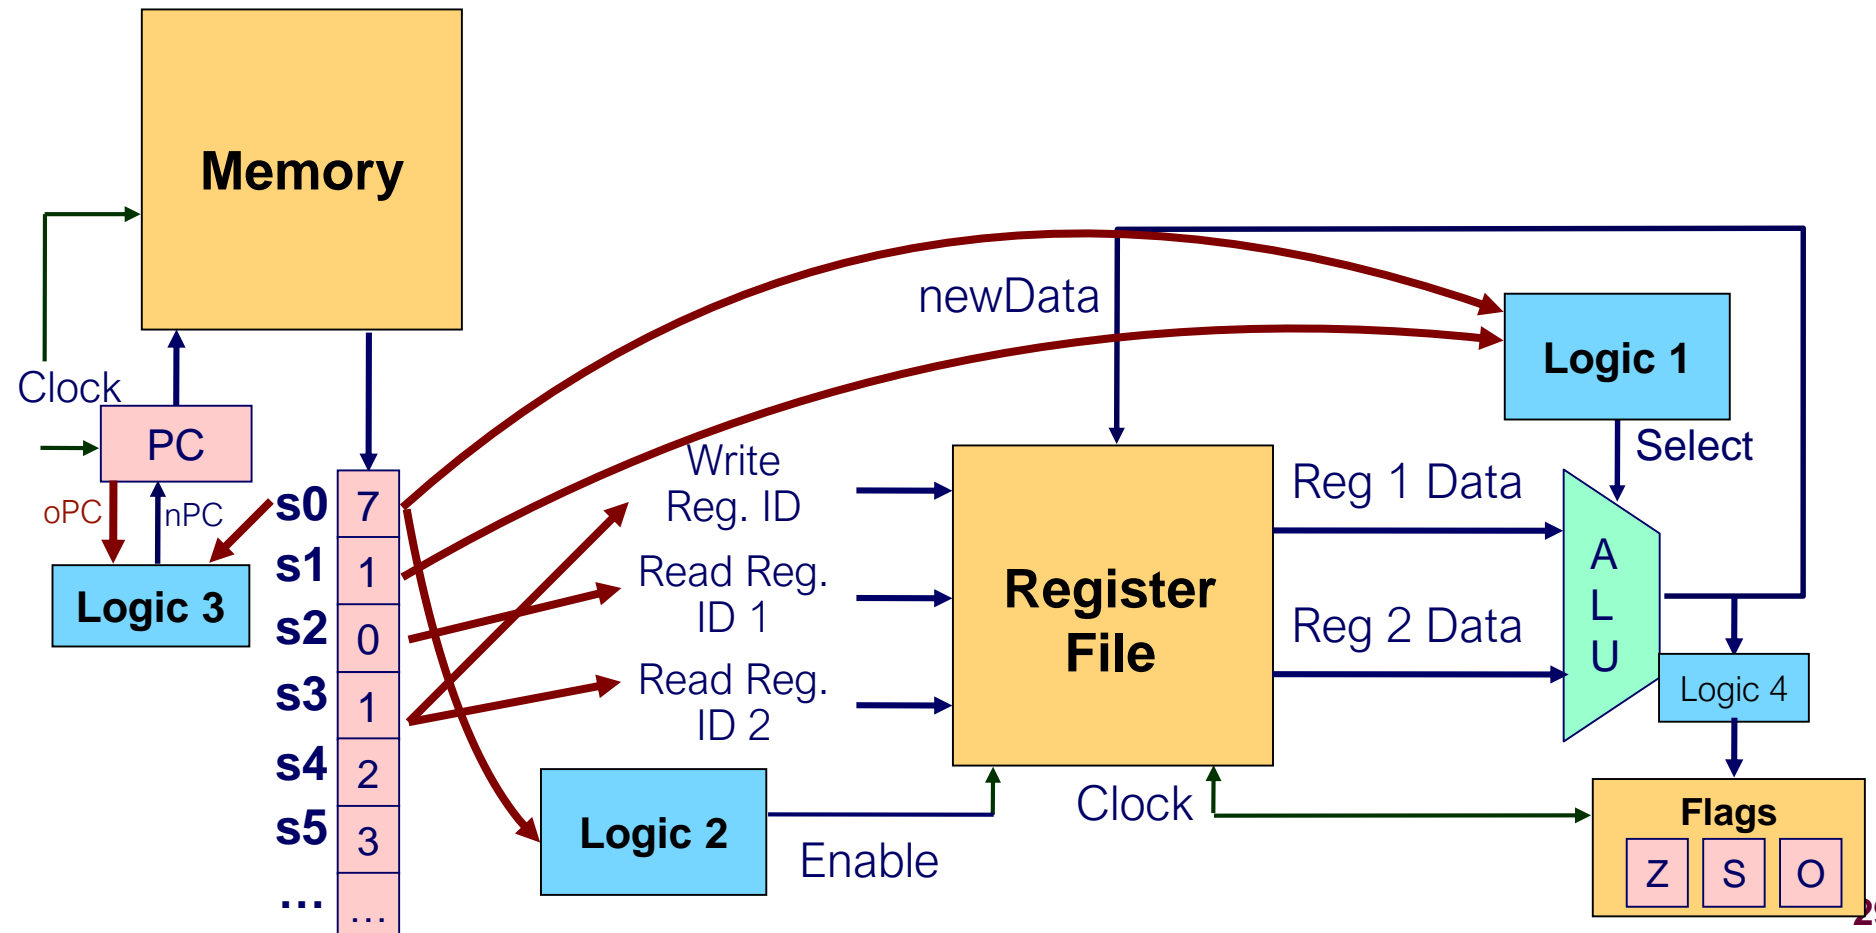 Memory
Clock
PC
oPC
nPC
Logic 3
s0 7
s1 1
s2 0
s3 1
s4 2
s5 3
... ...
Write
Reg. ID
Read Reg.
ID 1
Read Reg.
ID 2
Logic 2
Enable
newData
Register
File
Clock
Reg 1 Data
Reg 2 Data
Logic 1
Select
A
L
U
Logic 4
Flags
Z S O